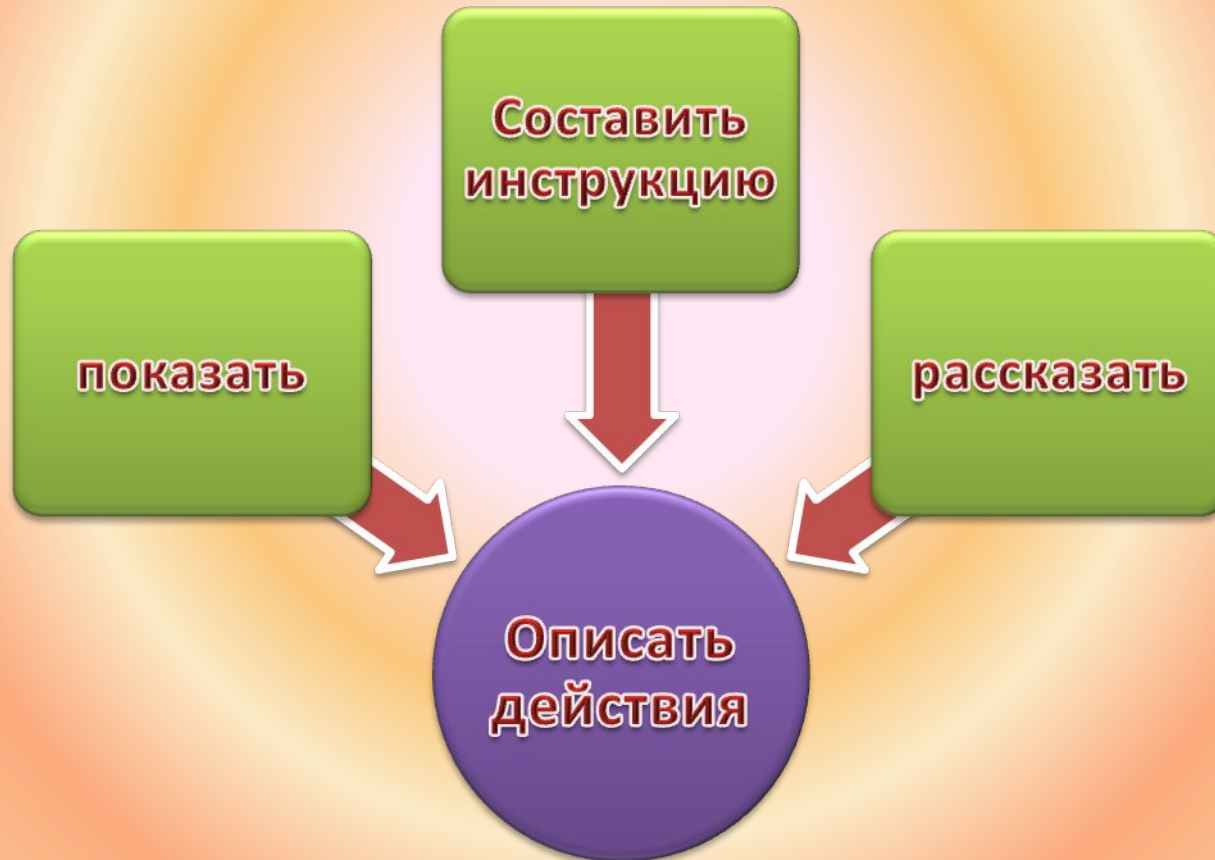 Составить
инструкцию
показать
рассказать
Описать
действия